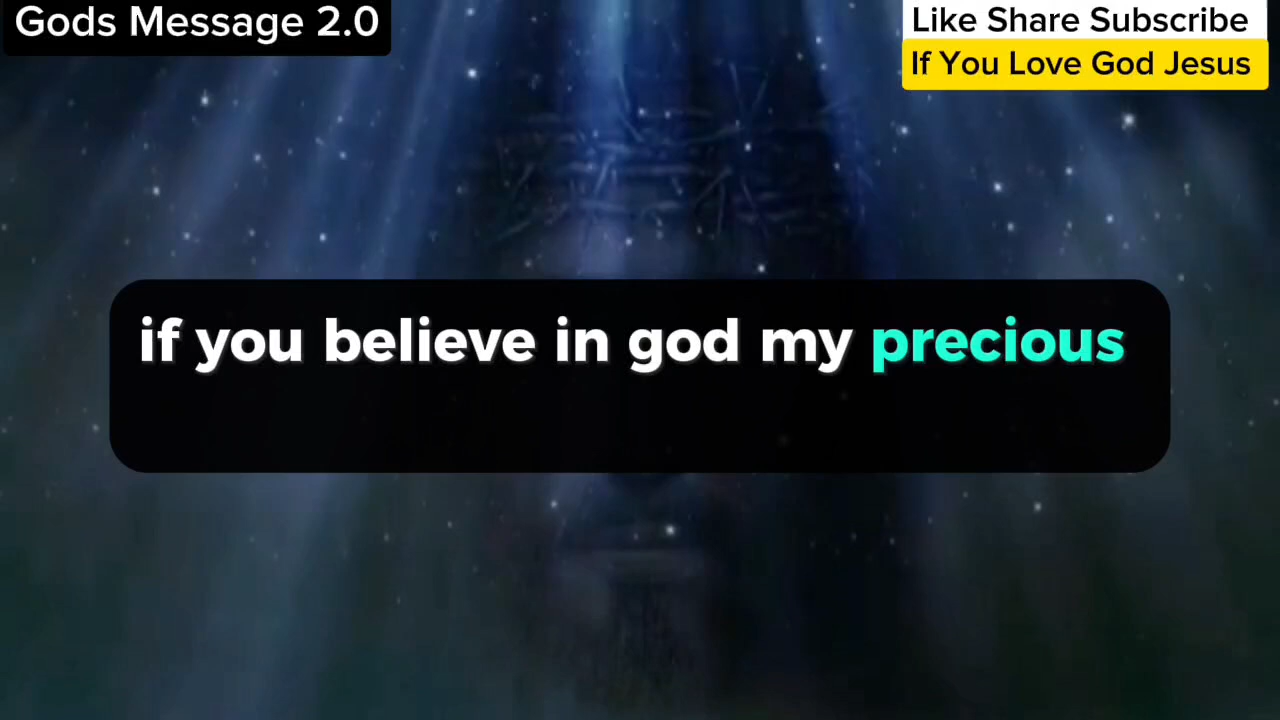 Gods Message 2.0
Like Share Subscribe
If You Love God Jesus
if you believe in god my precious